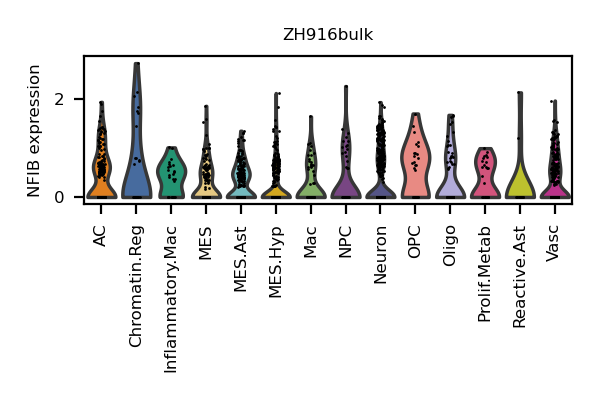 ZH916bulk
NFIB expression
2
0
AC
Chromatin.Reg
Inflammatory.Mac
MES
MES.Ast
MES.Hyp
Mac
NPC
Neuron
OPC
Oligo
Prolif.Metab
Reactive.Ast
Vasc